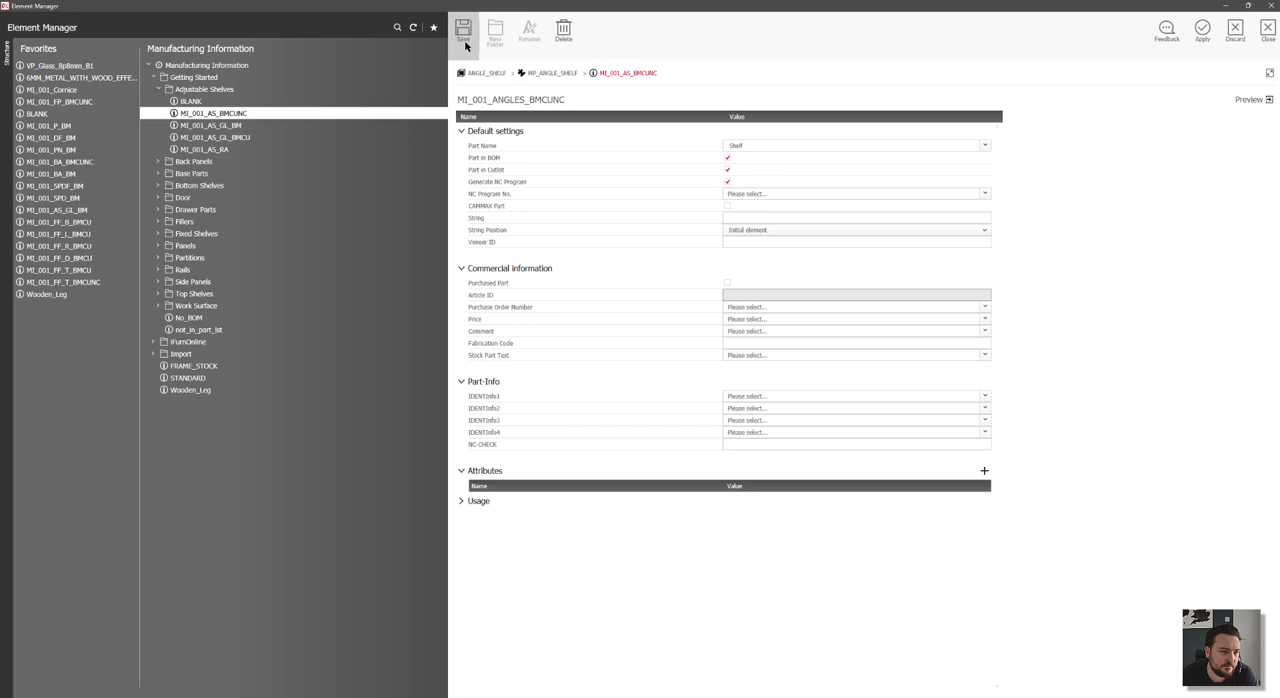 Element Manager
Element Manager
Save
New Folder
Rename
Delete
Feedback
Apply
Discard
Close
Structure
Favorites
VP_Glass_8p8mm_B1
6MM_METAL_WITH_WOOD_EFFE...
MI_001_Cornice
MI_001_FP_BMCUNC
BLANK
MI_001_P_BM
MI_001_DF_BM
MI_001_PN_BM
MI_001_BA_BMCUNC
MI_001_BA_BM
MI_001_SPDF_BM
MI_001_SPD_BM
MI_001_AS_GL_BM
MI_001_FF_B_BMCU
MI_001_FF_L_BMCU
MI_001_FF_R_BMCU
MI_001_FF_D_BMCU
MI_001_FF_T_BMCU
MI_001_FF_T_BMCUNC
Wooden_Leg
Manufacturing Information
Manufacturing Information
Getting Started
Adjustable Shelves
BLANK
MI_001_AS_BMCUNC
MI_001_AS_GL_BM
MI_001_AS_GL_BMCU
MI_001_AS_RA
Back Panels
Base Parts
Bottom Shelves
Door
Drawer Parts
Fillers
Fixed Shelves
Panels
Partitions
Rails
Side Panels
Top Shelves
Work Surface
No_BOM
not_in_part_lst
iFurnOnline
Import
FRAME_STOCK
STANDARD
Wooden_Leg
ANGLE_SHELF > MP_ANGLE_SHELF > MI_001_AS_BMCUNC
MI_001_ANGLES_BMCUNC
Preview
Name Value
Default settings
Part Name Shelf
Part in BOM
Part in Cutlist
Generate NC Program
NC Program No. Please select...
CAMMAX Part
String
String Position Initial element
Veneer ID
Commercial information
Purchased Part
Article ID
Purchase Order Number Please select...
Price Please select...
Comment Please select...
Fabrication Code
Stock Part Text Please select...
Part-Info
IDENTInfo1 Please select...
IDENTInfo2 Please select...
IDENTInfo3 Please select...
IDENTInfo4 Please select...
NC-CHECK
Attributes
Name Value
Usage